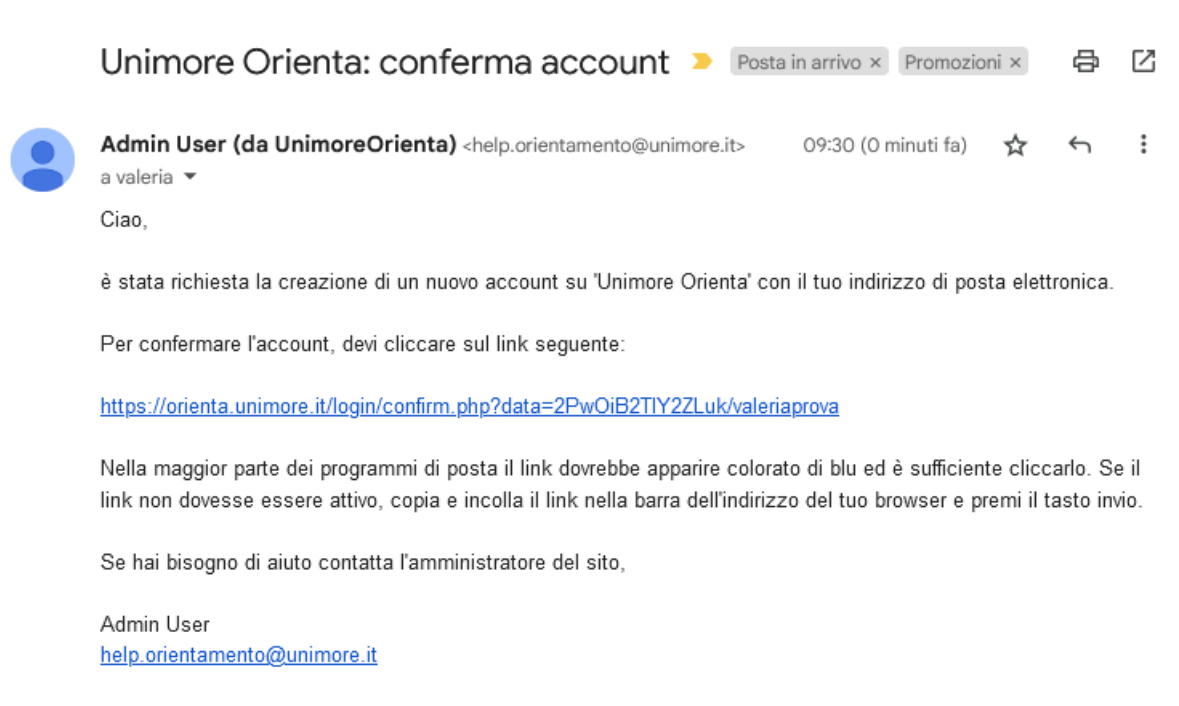 Unimore Orienta: conferma account
Posta in arrivo ×
Promozioni ×
Admin User (da UnimoreOrienta) <help.orientamento@unimore.it>
09:30 (0 minuti fa)
a valeria
Ciao,
è stata richiesta la creazione di un nuovo account su 'Unimore Orienta' con il tuo indirizzo di posta elettronica.
Per confermare l'account, devi cliccare sul link seguente:
https://orienta.unimore.it/login/confirm.php?data=2PwOiB2TlY2ZLuk/valeriaprova
Nella maggior parte dei programmi di posta il link dovrebbe apparire colorato di blu ed è sufficiente cliccarlo. Se il
link non dovesse essere attivo, copia e incolla il link nella barra dell'indirizzo del tuo browser e premi il tasto invio.
Se hai bisogno di aiuto contatta l'amministratore del sito,
Admin User
help.orientamento@unimore.it